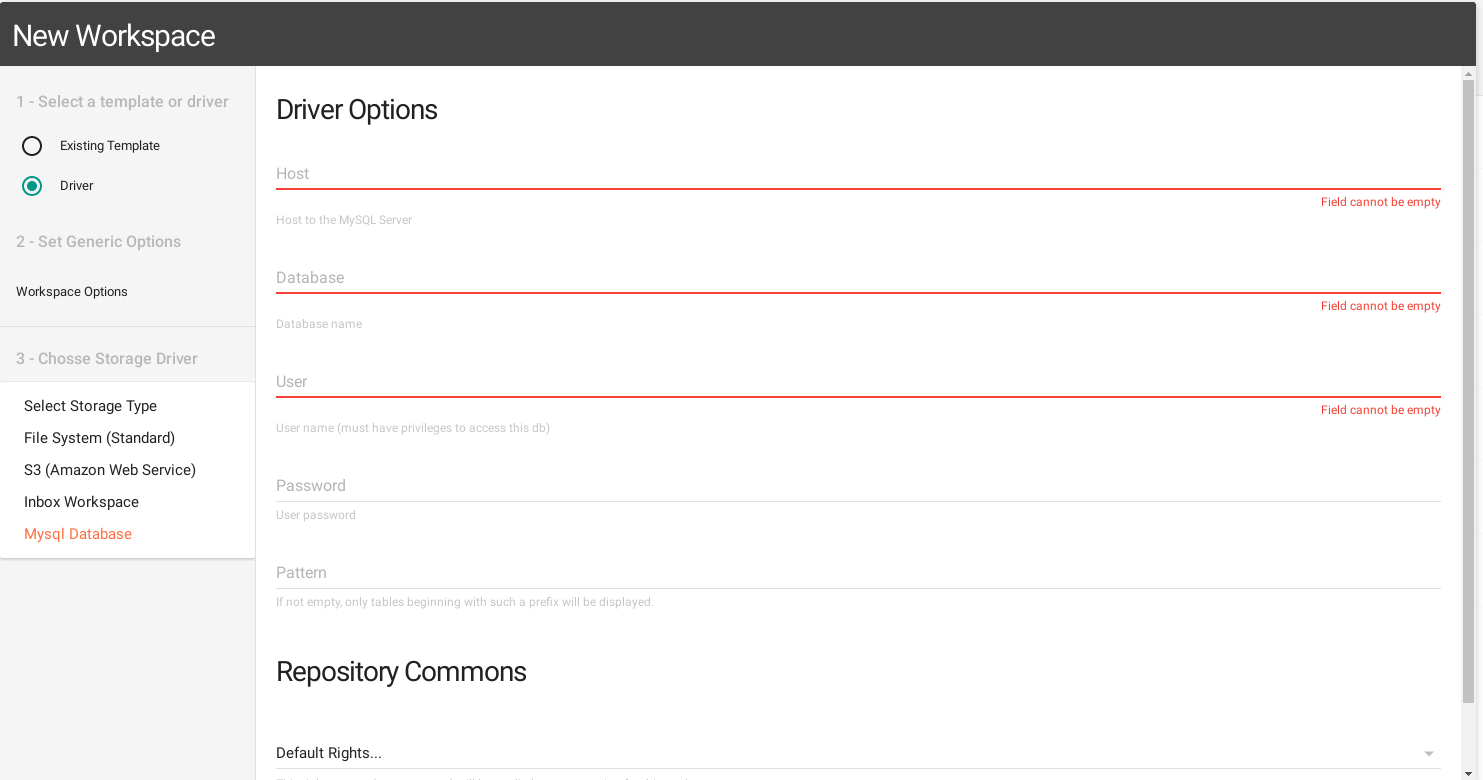 New Workspace
1 - Select a template or driver
Existing Template
Driver
2 - Set Generic Options
Workspace Options
3 - Chosse Storage Driver
Select Storage Type
File System (Standard)
S3 (Amazon Web Service)
Inbox Workspace
Mysql Database
Driver Options
Host
Field cannot be empty
Host to the MySQL Server
Database
Field cannot be empty
Database name
User
Field cannot be empty
User name (must have privileges to access this db)
Password
User password
Pattern
If not empty, only tables beginning with such a prefix will be displayed.
Repository Commons
Default Rights...